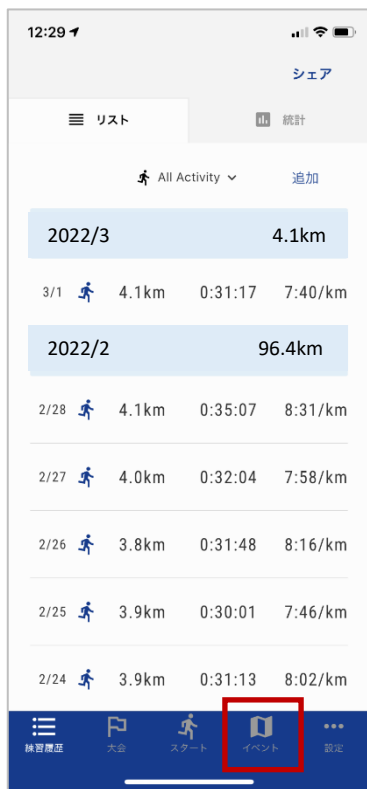 12:29
シェア
リスト 統計
All Activity 追加
2022/3 4.1km
3/1 4.1km 0:31:17 7:40/km
2022/2 96.4km
2/28 4.1km 0:35:07 8:31/km
2/27 4.0km 0:32:04 7:58/km
2/26 3.8km 0:31:48 8:16/km
2/25 3.9km 0:30:01 7:46/km
2/24 3.9km 0:31:13 8:02/km
練習履歴 大会 スタート イベント 設定